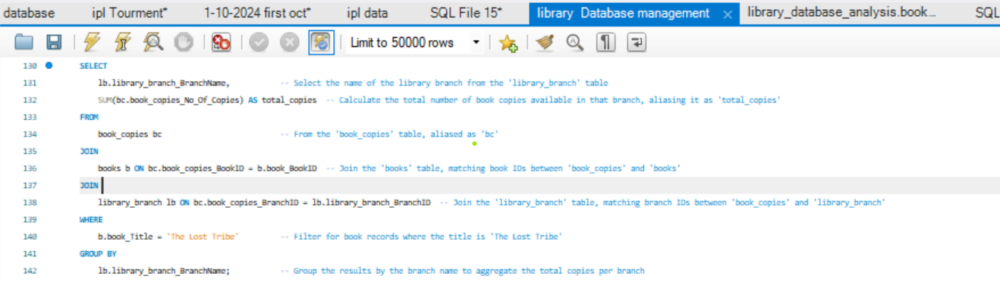 database ipl Tourment* 1-10-2024 first oct* ipl data SQL File 15* library Database management × library_database_analysis.book... SQL
Limit to 50000 rows
130 SELECT
131 lb.library_branch_BranchName, -- Select the name of the library branch from the 'library_branch' table
132 SUM(bc.book_copies_No_Of_Copies) AS total_copies -- Calculate the total number of book copies available in that branch, aliasing it as 'total_copies'
133 FROM
134 book_copies bc -- From the 'book_copies' table, aliased as 'bc'
135 JOIN
136 books b ON bc.book_copies_BookID = b.book_BookID -- Join the 'books' table, matching book IDs between 'book_copies' and 'books'
137 JOIN
138 library_branch lb ON bc.book_copies_BranchID = lb.library_branch_BranchID -- Join the 'library_branch' table, matching branch IDs between 'book_copies' and 'library_branch'
139 WHERE
140 b.book_Title = 'The Lost Tribe' -- Filter for book records where the title is 'The Lost Tribe'
141 GROUP BY
142 lb.library_branch_BranchName; -- Group the results by the branch name to aggregate the total copies per branch